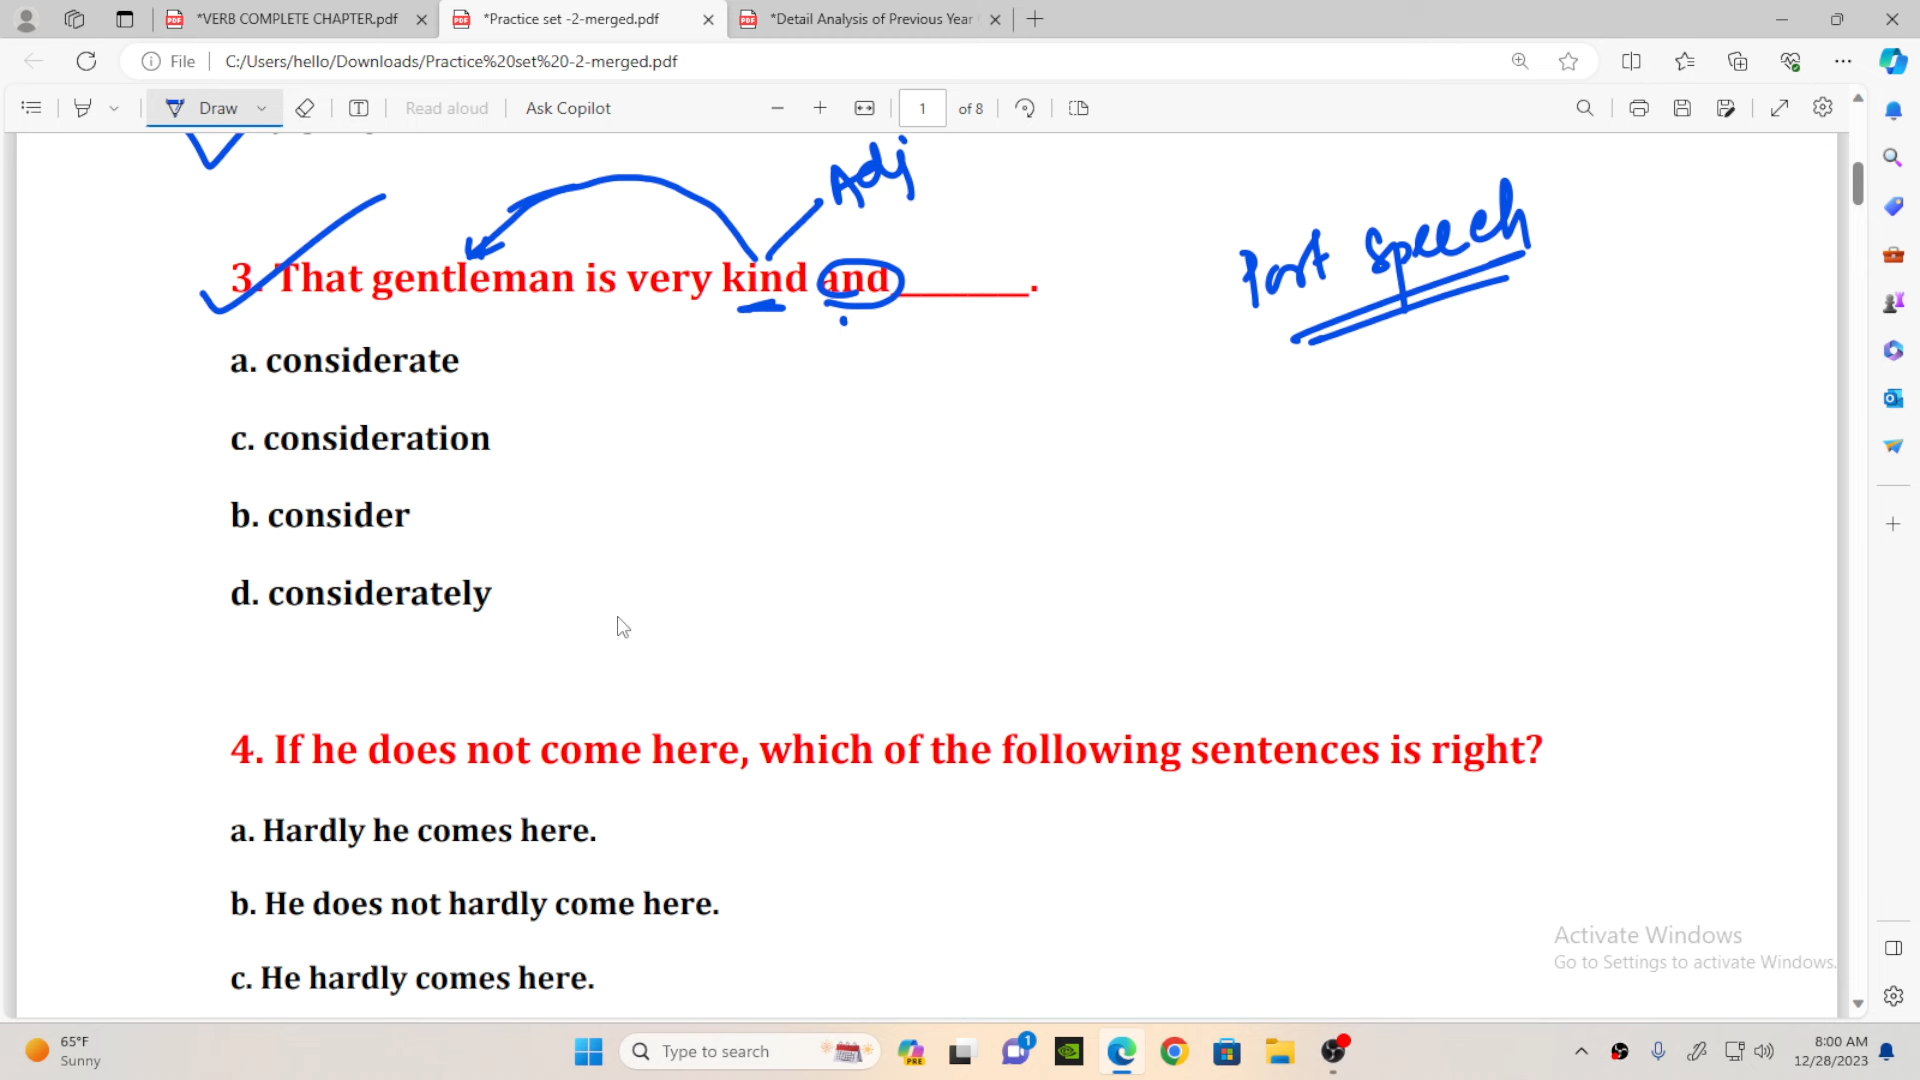 *VERB COMPLETE CHAPTER.pdf
*Practice set -2-merged.pdf
*Detail Analysis of Previous Year
File
C:/Users/hello/Downloads/Practice%20set%20-2-merged.pdf
Draw
Read aloud
Ask Copilot
1 of 8
Adj
Part Speech
3. That gentleman is very kind and ________.
a. considerate
c. consideration
b. consider
d. considerately
4. If he does not come here, which of the following sentences is right?
a. Hardly he comes here.
b. He does not hardly come here.
c. He hardly comes here.
Activate Windows
Go to Settings to activate Windows.
65°F
Sunny
Type to search
PRE
1
8:00 AM
12/28/2023